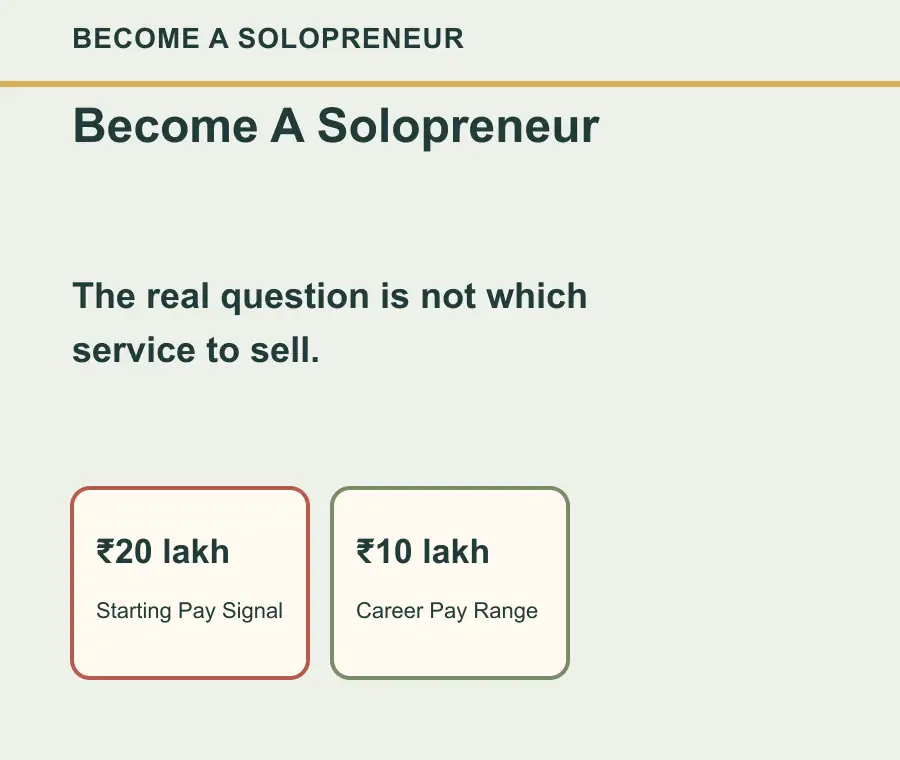 BECOME A SOLOPRENEUR
Become A Solopreneur
The real question is not which
service to sell.
₹20 lakh
Starting Pay Signal
₹10 lakh
Career Pay Range